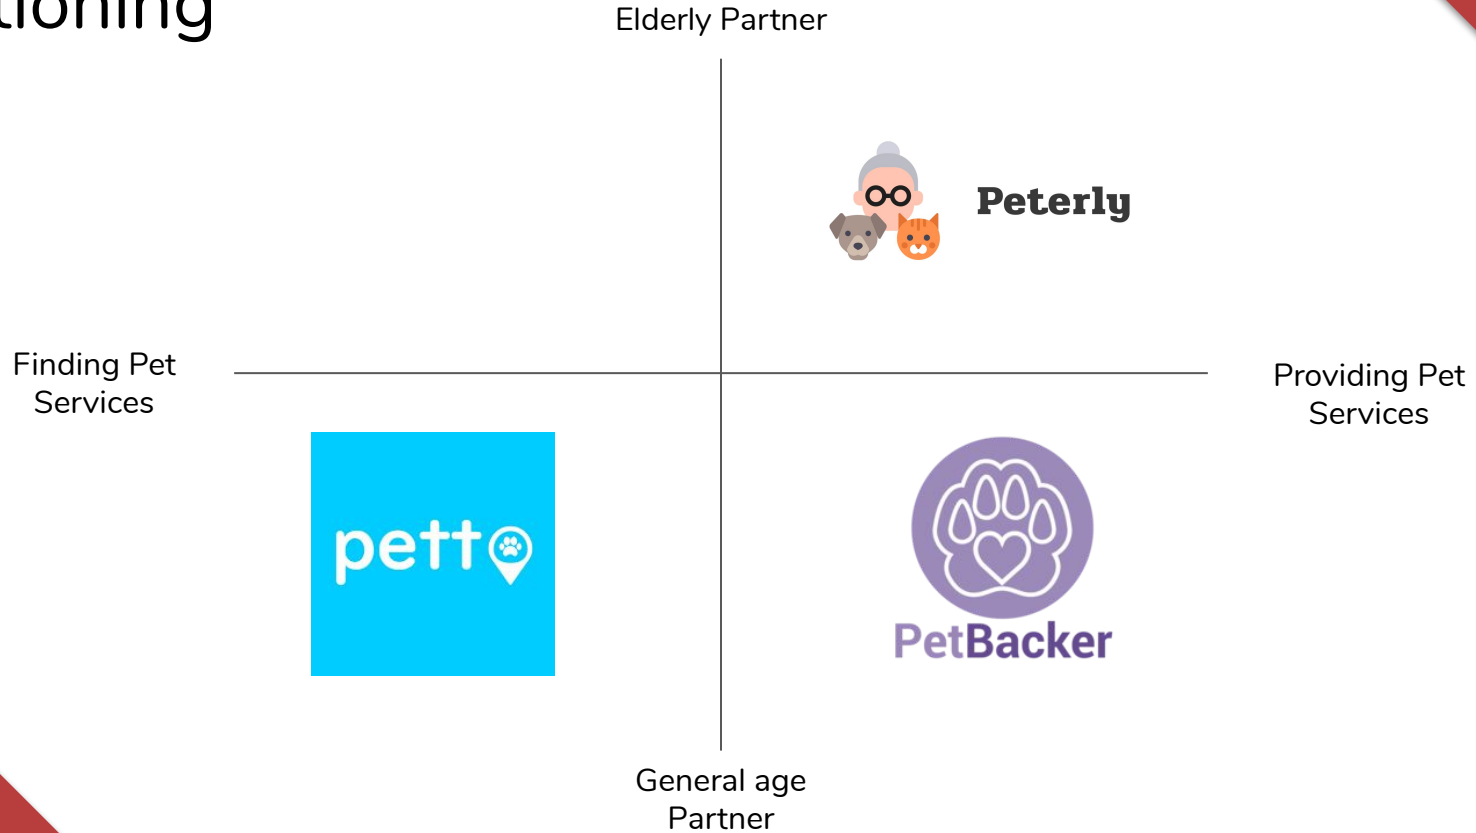 tioning
Elderly Partner
Peterly
Finding Pet
Services
Providing Pet
Services
pett
PetBacker
General age
Partner